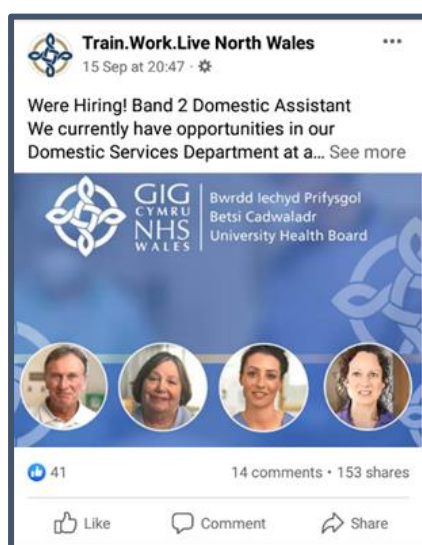 Train.Work.Live North Wales
15 Sep at 20:47 ·
Were Hiring! Band 2 Domestic Assistant
We currently have opportunities in our
Domestic Services Department at a... See more
GIG
CYMRU
NHS
WALES
Bwrdd Iechyd Prifysgol
Betsi Cadwaladr
University Health Board
41
14 comments • 153 shares
Like Comment Share